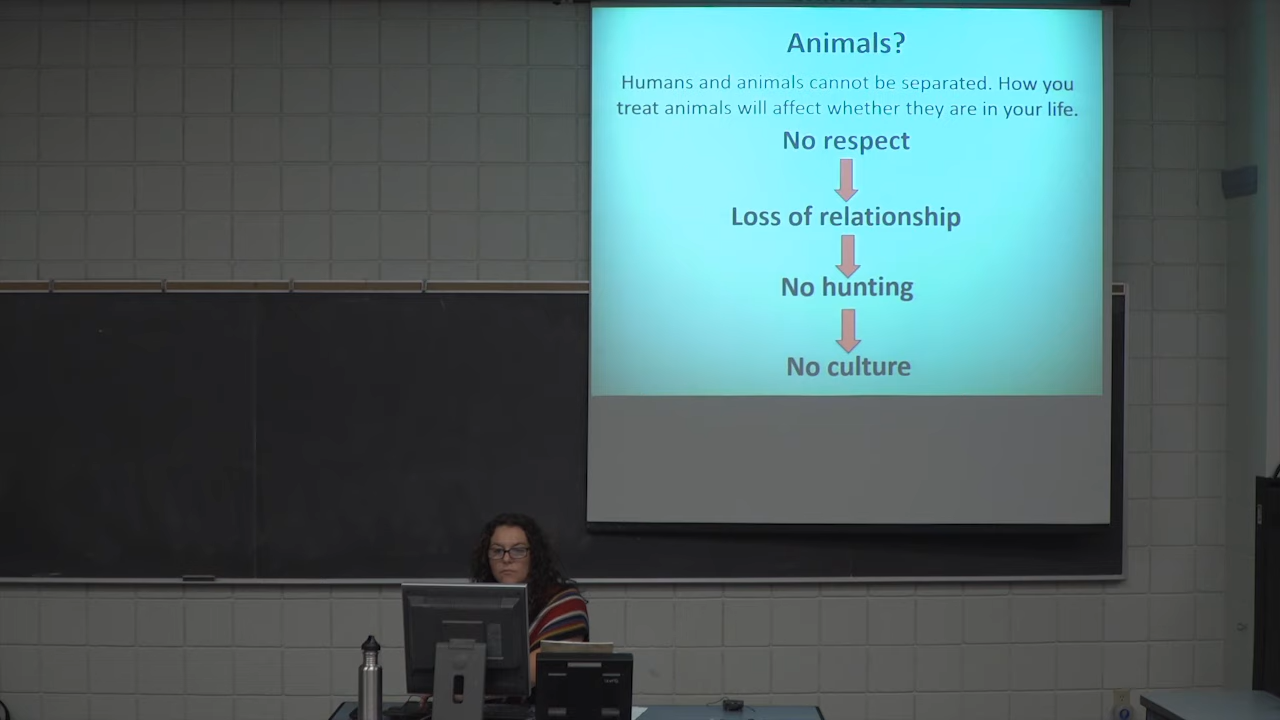 Animals?
Humans and animals cannot be separated. How you
treat animals will affect whether they are in your life.
No respect
Loss of relationship
No hunting
No culture